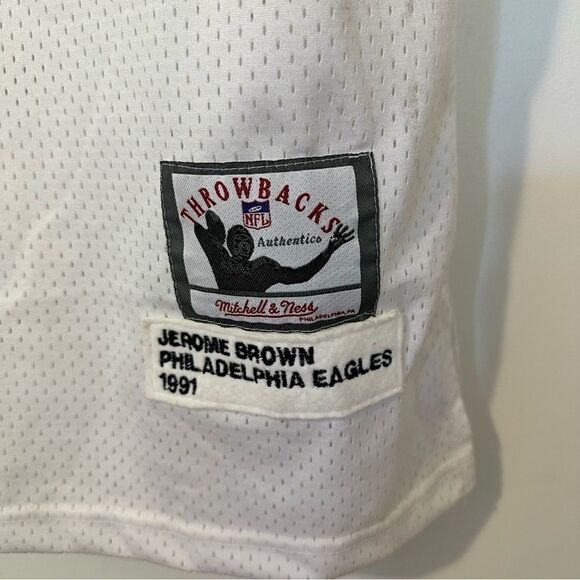 THROWBACKS
NFL
Authentics
Mitchell & Ness
PHILADELPHIA, PA
JEROME BROWN
PHILADELPHIA EAGLES
1991